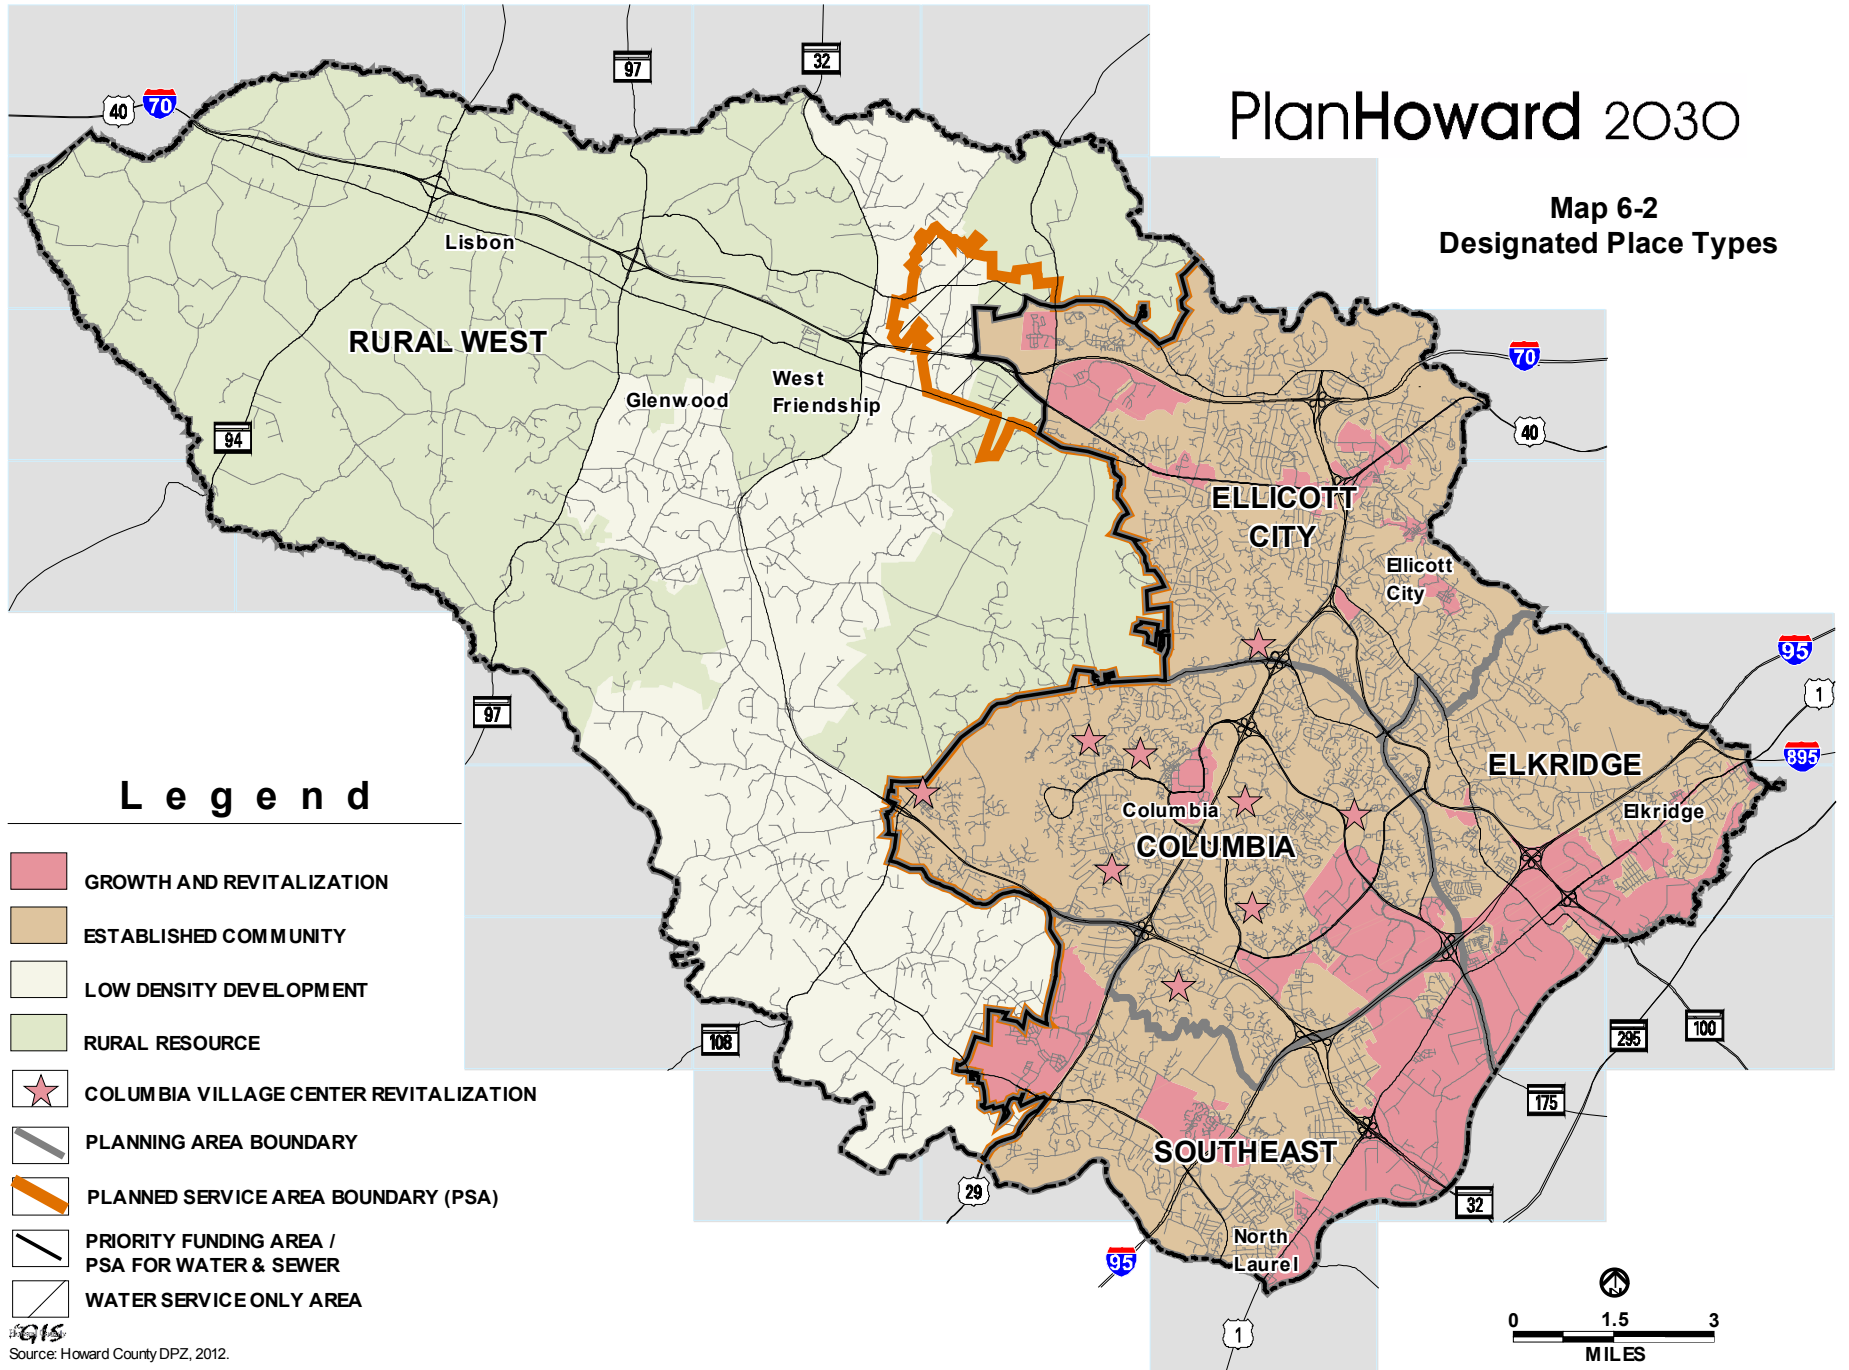 PlanHoward 2030
Map 6-2
Designated Place Types
97
32
40
70
Lisbon
RURAL WEST
West
Friendship
Glenwood
94
70
40
ELLICOTT
CITY
Ellicott
City
95
1
97
895
ELKRIDGE
Elkridge
Columbia
COLUMBIA
108
295
100
175
SOUTHEAST
29
32
North
Laurel
95
1
Legend
GROWTH AND REVITALIZATION
ESTABLISHED COMMUNITY
LOW DENSITY DEVELOPMENT
RURAL RESOURCE
COLUMBIA VILLAGE CENTER REVITALIZATION
PLANNING AREA BOUNDARY
PLANNED SERVICE AREA BOUNDARY (PSA)
PRIORITY FUNDING AREA /
PSA FOR WATER & SEWER
WATER SERVICE ONLY AREA
GIS
Source: Howard County DPZ, 2012.
N
0 1.5 3
MILES